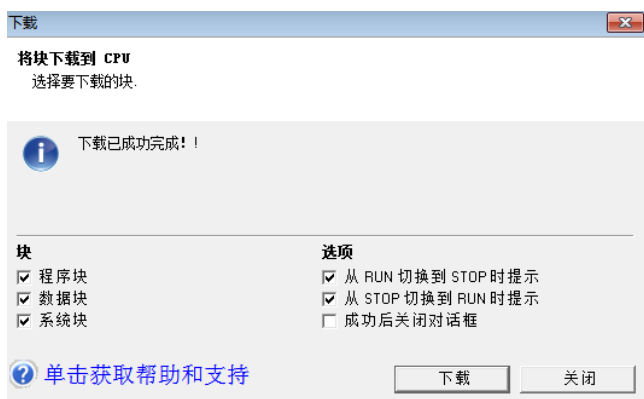 下载
将块下载到 CPU
选择要下载的块.
下载已成功完成!!
块
选项
程序块
从 RUN 切换到 STOP 时提示
数据块
从 STOP 切换到 RUN 时提示
系统块
成功后关闭对话框
单击获取帮助和支持
下载
关闭